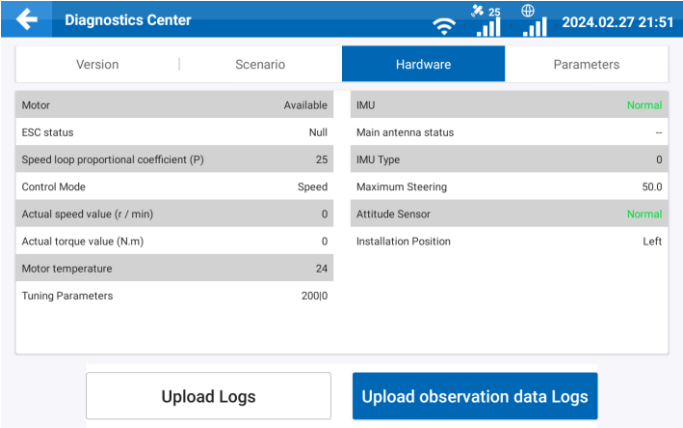 Diagnostics Center
25
2024.02.27 21:51
Version | Scenario Hardware Parameters
Motor Available
ESC status Null
Speed loop proportional coefficient (P) 25
Control Mode Speed
Actual speed value (r / min) 0
Actual torque value (N.m) 0
Motor temperature 24
Tuning Parameters 200|0
IMU Normal
Main antenna status --
IMU Type 0
Maximum Steering 50.0
Attitude Sensor Normal
Installation Position Left
Upload Logs
Upload observation data Logs